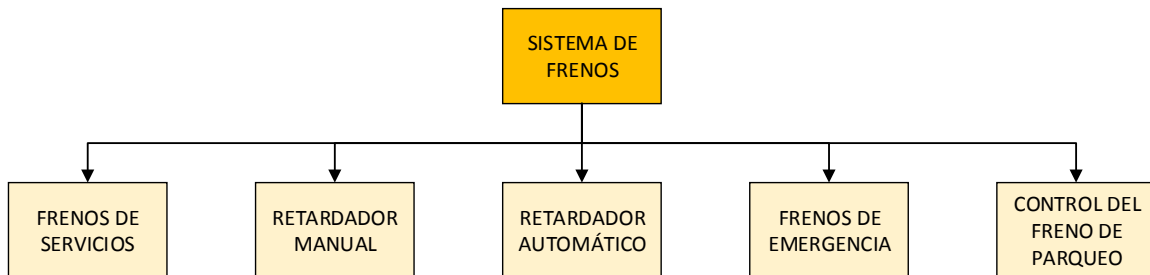 SISTEMA DE
FRENOS
FRENOS DE
SERVICIOS
RETARDADOR
MANUAL
RETARDADOR
AUTOMÁTICO
FRENOS DE
EMERGENCIA
CONTROL DEL
FRENO DE
PARQUEO